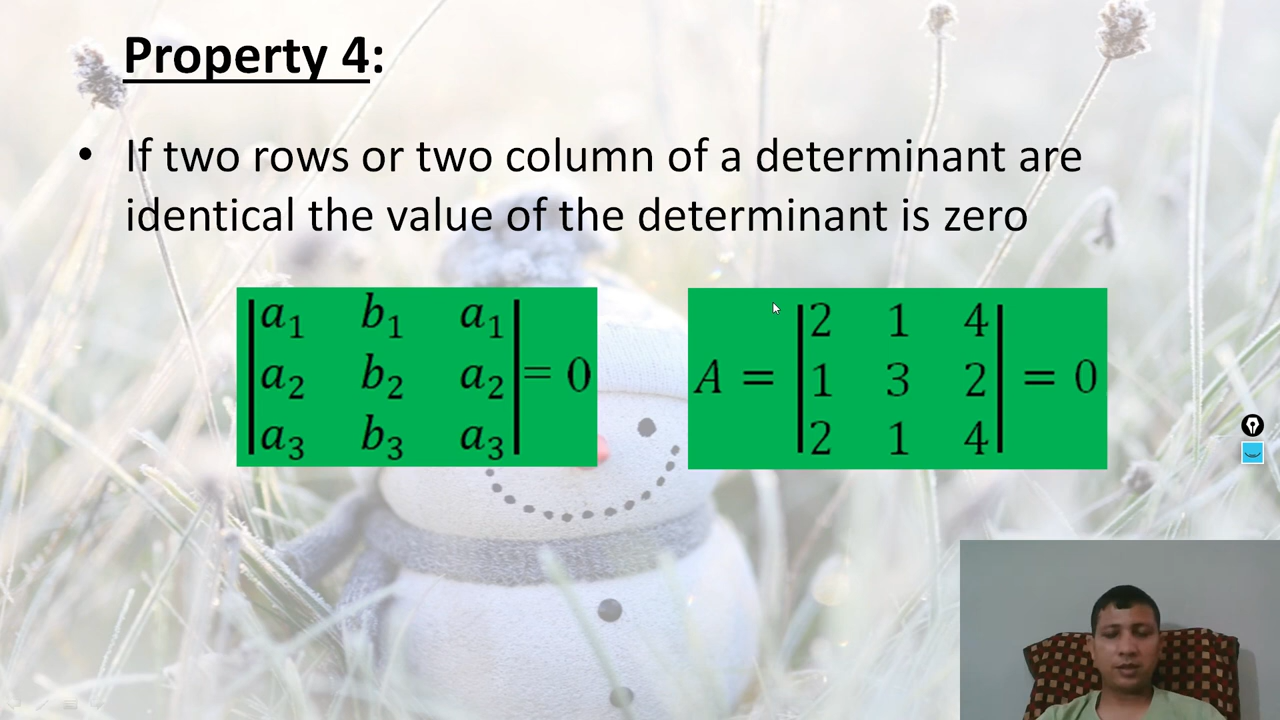 Property 4:
• If two rows or two column of a determinant are
identical the value of the determinant is zero
|a₁ b₁ a₁|
|a₂ b₂ a₂| = 0
|a₃ b₃ a₃|
|2 1 4|
A = |1 3 2| = 0
|2 1 4|